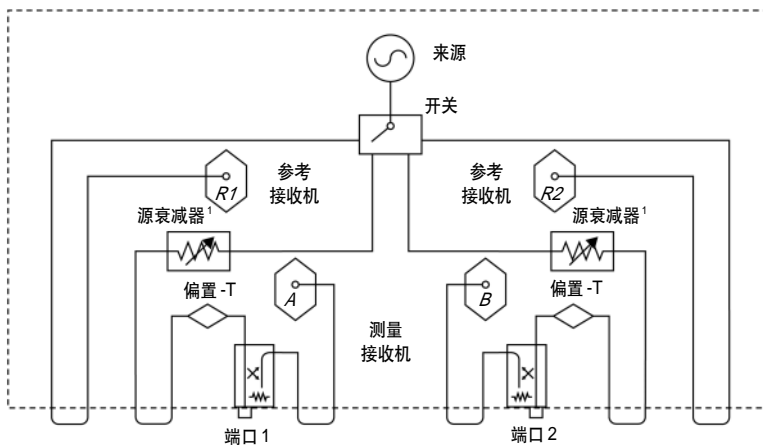 来源
开关
参考
接收机
R1
参考
接收机
R2
源衰减器¹
源衰减器¹
偏置-T
A
B
偏置-T
测量
接收机
端口1
端口2